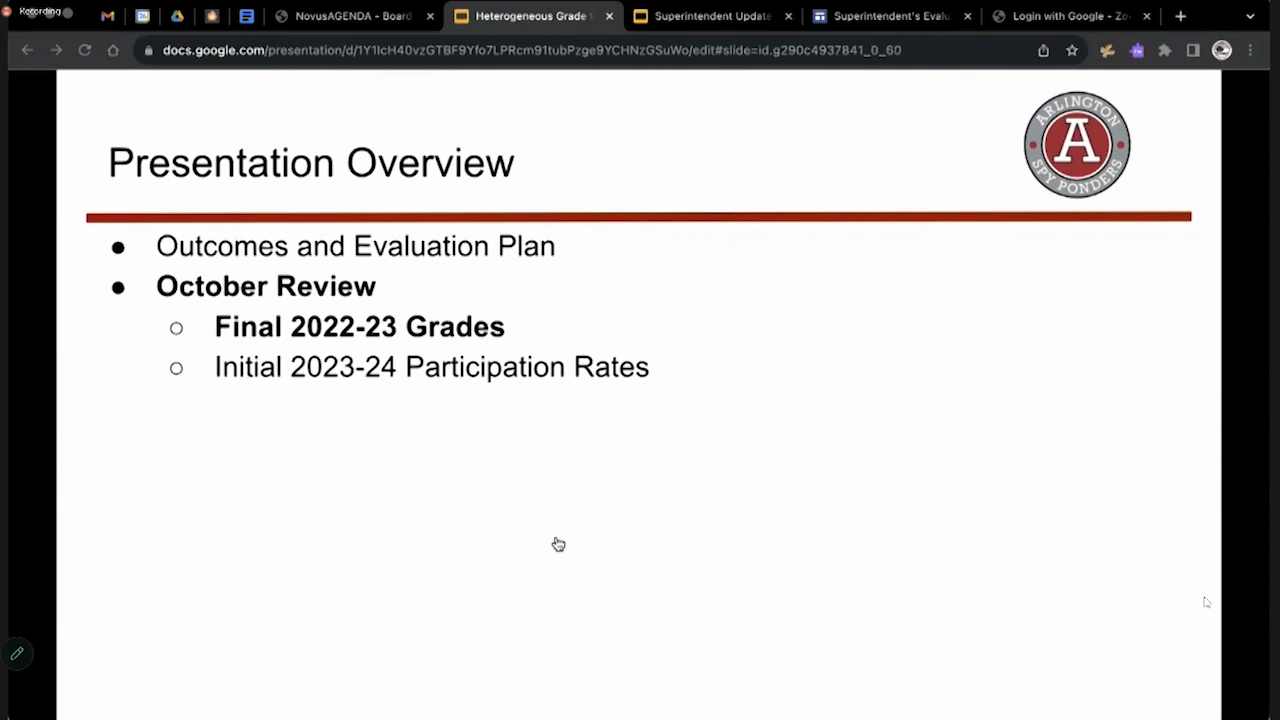 Recording
NovusAGENDA - Board
Heterogeneous Grade
Superintendent Update
Superintendent's Evalu
Login with Google - Zo
docs.google.com/presentation/d/1Y1lcH40vzGTBF9Yfo7LPRcm91tubPzge9YCHNzGSuWo/edit#slide=id.g290c4937841_0_60
ARLINGTON
A
SPY PONDERS
Presentation Overview
● Outcomes and Evaluation Plan
● October Review
○ Final 2022-23 Grades
○ Initial 2023-24 Participation Rates